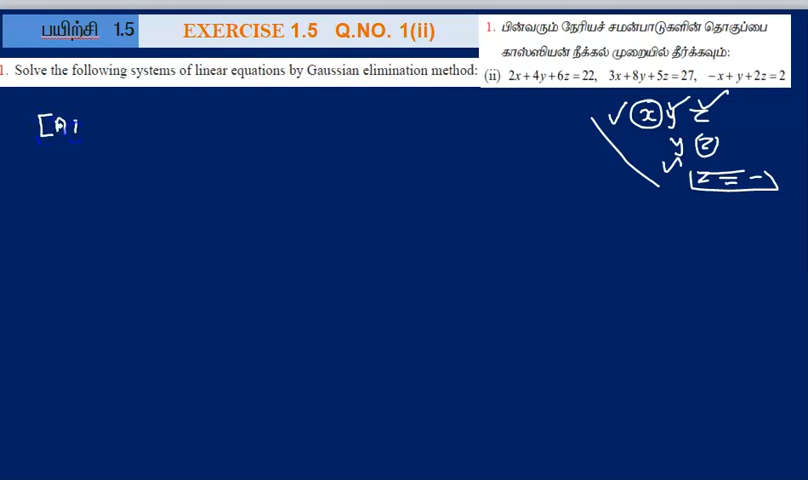 பயிற்சி 1.5
EXERCISE 1.5 Q.NO. 1(ii)
1. Solve the following systems of linear equations by Gaussian elimination method:
1. பின்வரும் நேரியச் சமன்பாடுகளின் தொகுப்பை
காஸ்ஸியன் நீக்கல் முறையில் தீர்க்கவும்:
(ii) 2x + 4y + 6z = 22, 3x + 8y + 5z = 27, −x + y + 2z = 2
x y z
y z
z = −
[A |